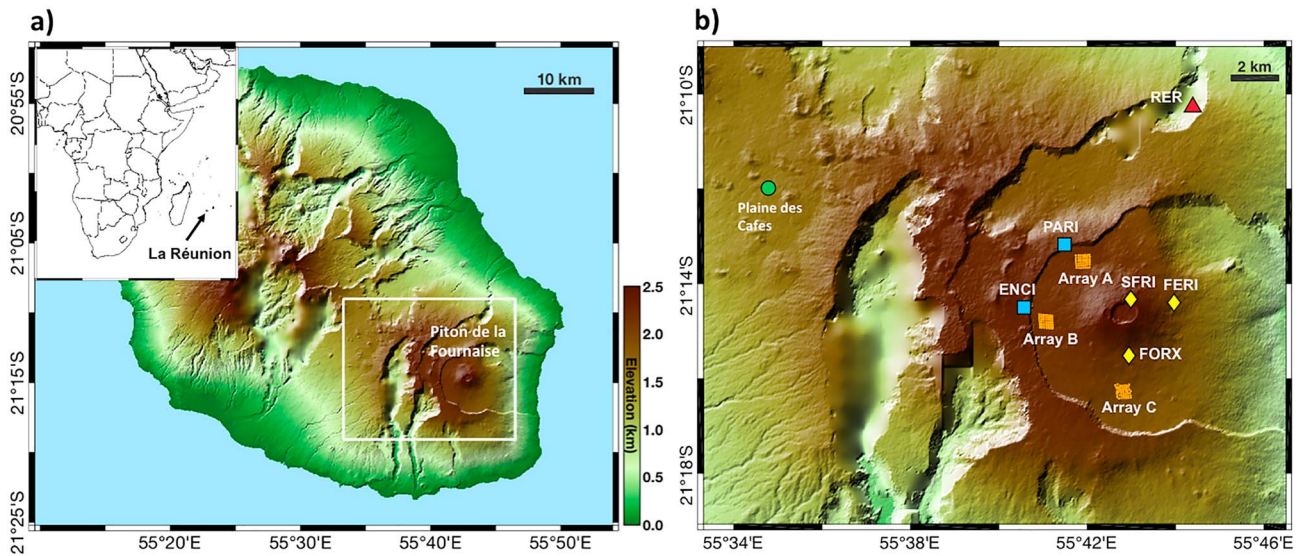 a)
10 km
La Réunion
Piton de la
Fournaise
20°55'S
21°05'S
21°15'S
21°25'S
55°20'E
55°30'E
55°40'E
55°50'E
Elevation (km)
2.5
2.0
1.5
1.0
0.5
0.0
b)
2 km
RER
Plaine des
Cafes
PARI
Array A
ENCI
SFRI
FERI
Array B
FORX
Array C
21°10'S
21°14'S
21°18'S
55°34'E
55°38'E
55°42'E
55°46'E